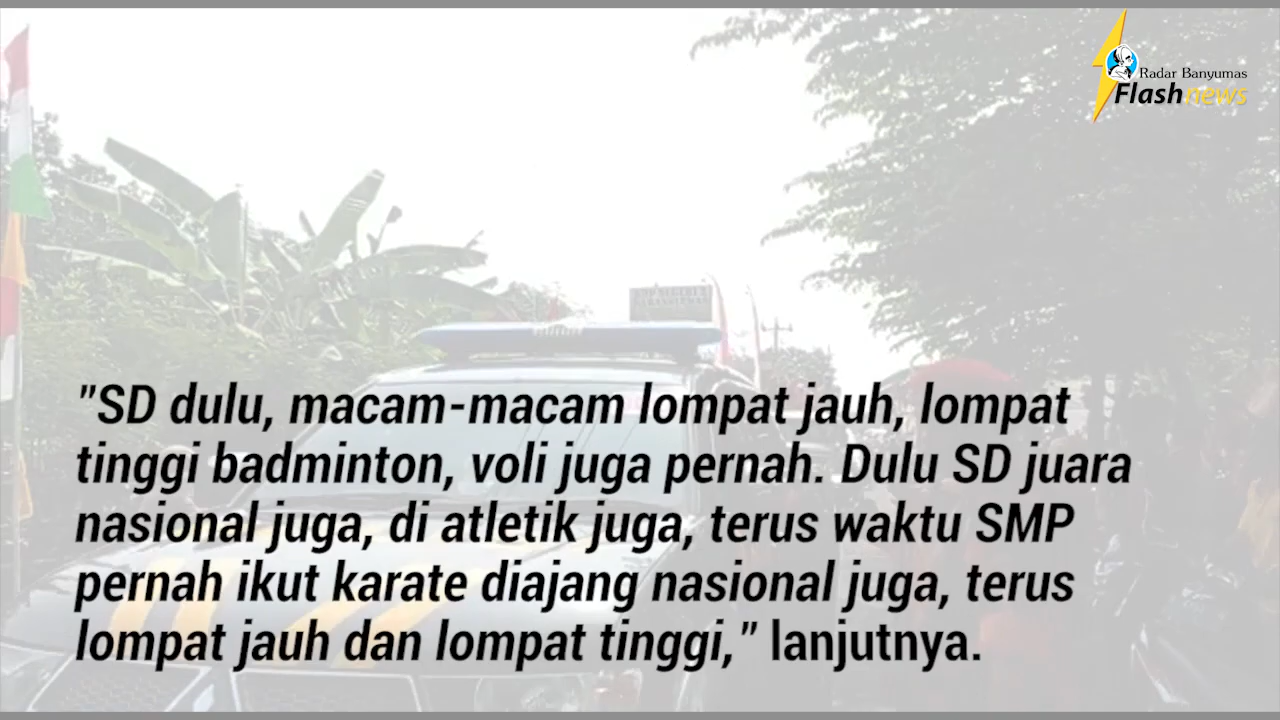 Radar Banyumas
Flash news
"SD dulu, macam-macam lompat jauh, lompat
tinggi badminton, voli juga pernah. Dulu SD juara
nasional juga, di atletik juga, terus waktu SMP
pernah ikut karate diajang nasional juga, terus
lompat jauh dan lompat tinggi," lanjutnya.